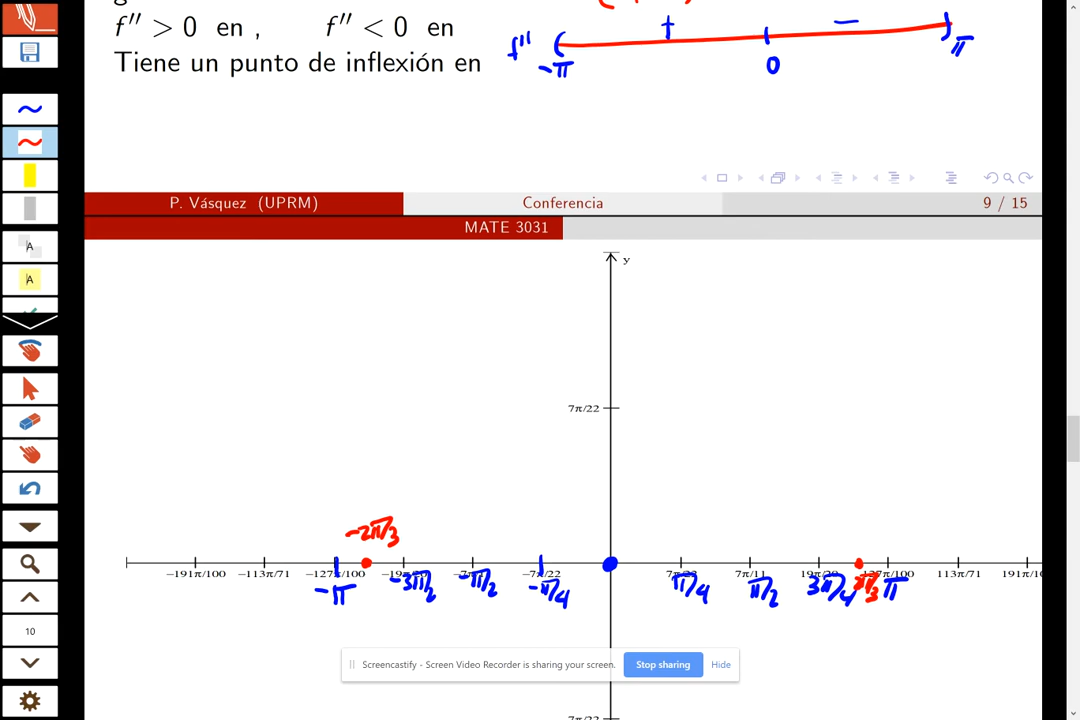 f'' > 0 en , f'' < 0 en
f'' + −
−π 0 π
Tiene un punto de inflexión en
P. Vásquez (UPRM) Conferencia 9 / 15
MATE 3031
y
7π/22
−2π/3
−191π/100 −113π/71 −127π/100 −7π/22 7π/11 127π/100 113π/71
−π −3π/2 −π/2 −π/4 π/4 π/2 3π/4 π
Screencastify - Screen Video Recorder is sharing your screen. Stop sharing Hide
10
7π/22
A
A